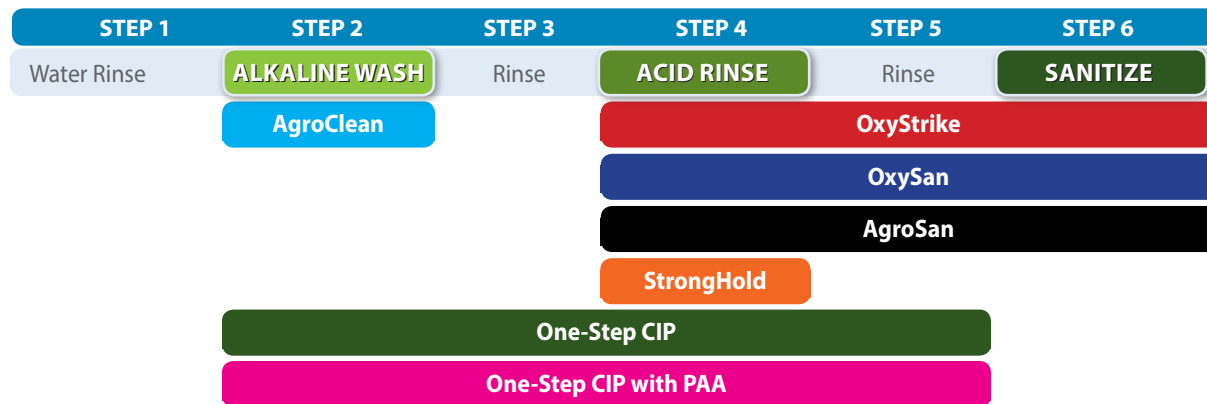 STEP 1 STEP 2 STEP 3 STEP 4 STEP 5 STEP 6
Water Rinse ALKALINE WASH Rinse ACID RINSE Rinse SANITIZE
AgroClean OxyStrike
OxySan
AgroSan
StrongHold
One-Step CIP
One-Step CIP with PAA